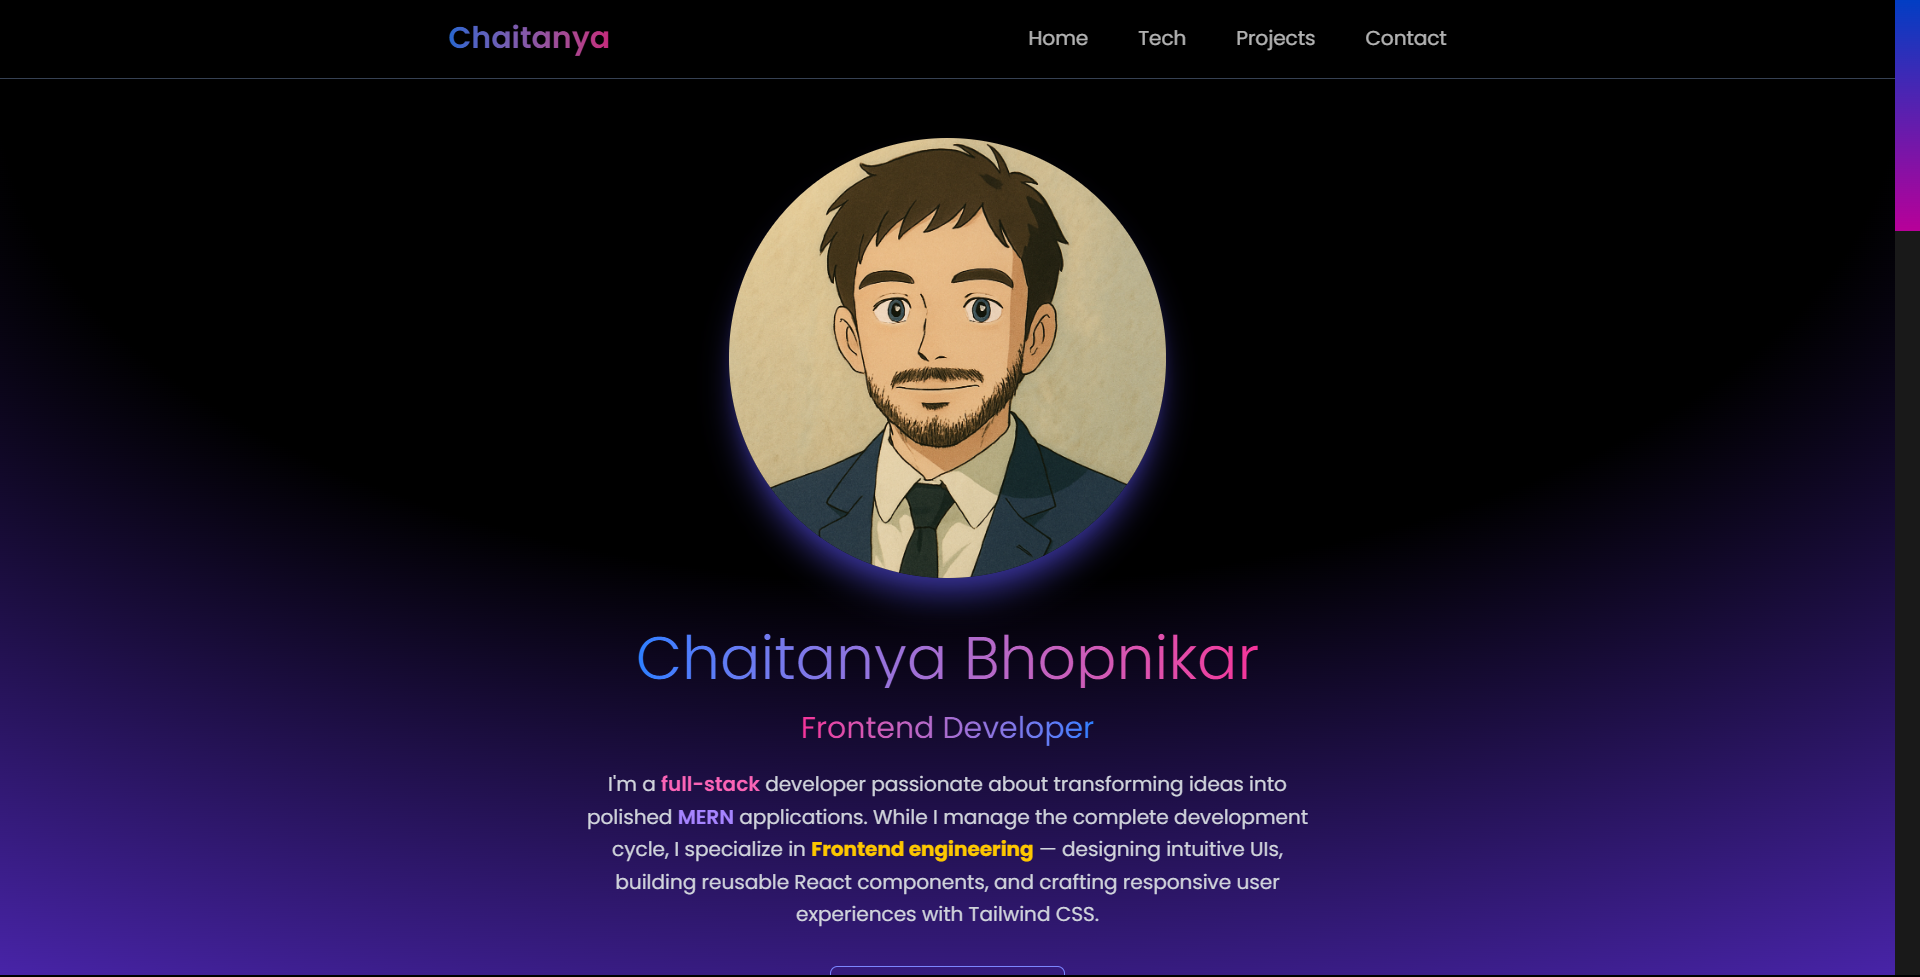 Chaitanya
Home Tech Projects Contact
Chaitanya Bhopnikar
Frontend Developer
I'm a full-stack developer passionate about transforming ideas into
polished MERN applications. While I manage the complete development
cycle, I specialize in Frontend engineering — designing intuitive UIs,
building reusable React components, and crafting responsive user
experiences with Tailwind CSS.